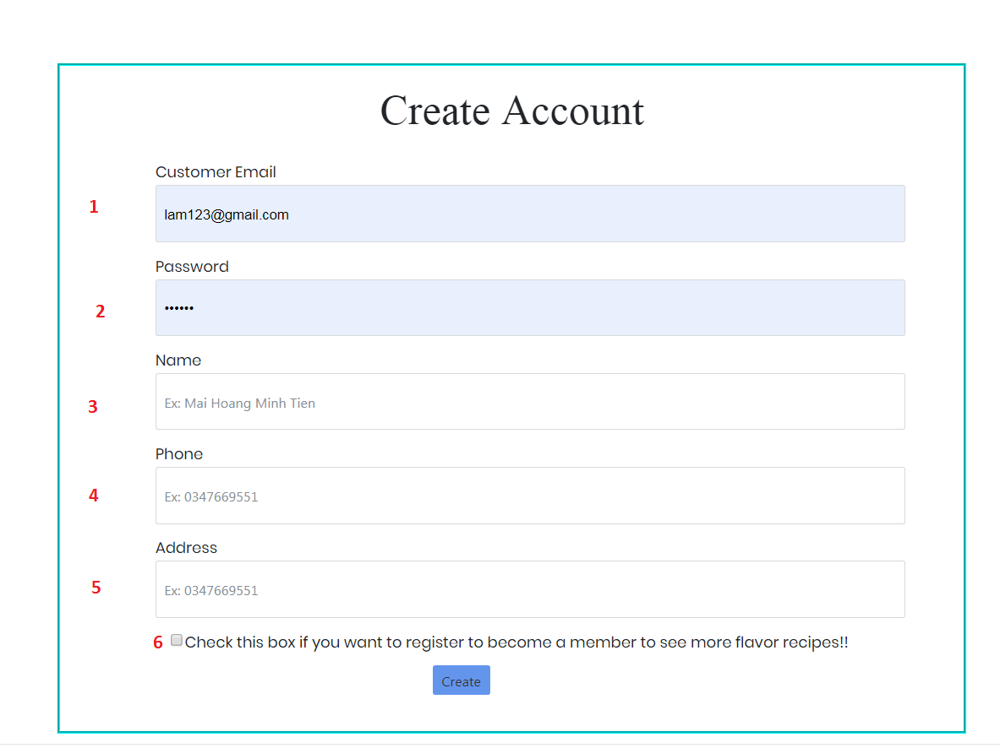 Create Account
Customer Email
1
lam123@gmail.com
Password
2
••••••
Name
3
Ex: Mai Hoang Minh Tien
Phone
4
Ex: 0347669551
Address
5
Ex: 0347669551
6 Check this box if you want to register to become a member to see more flavor recipes!!
Create